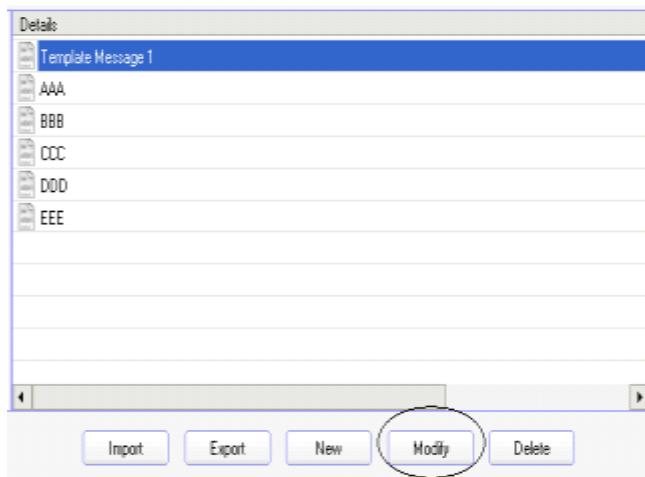 Details
Template Message 1
AAA
BBB
CCC
DDD
EEE
Import Export New Modify Delete